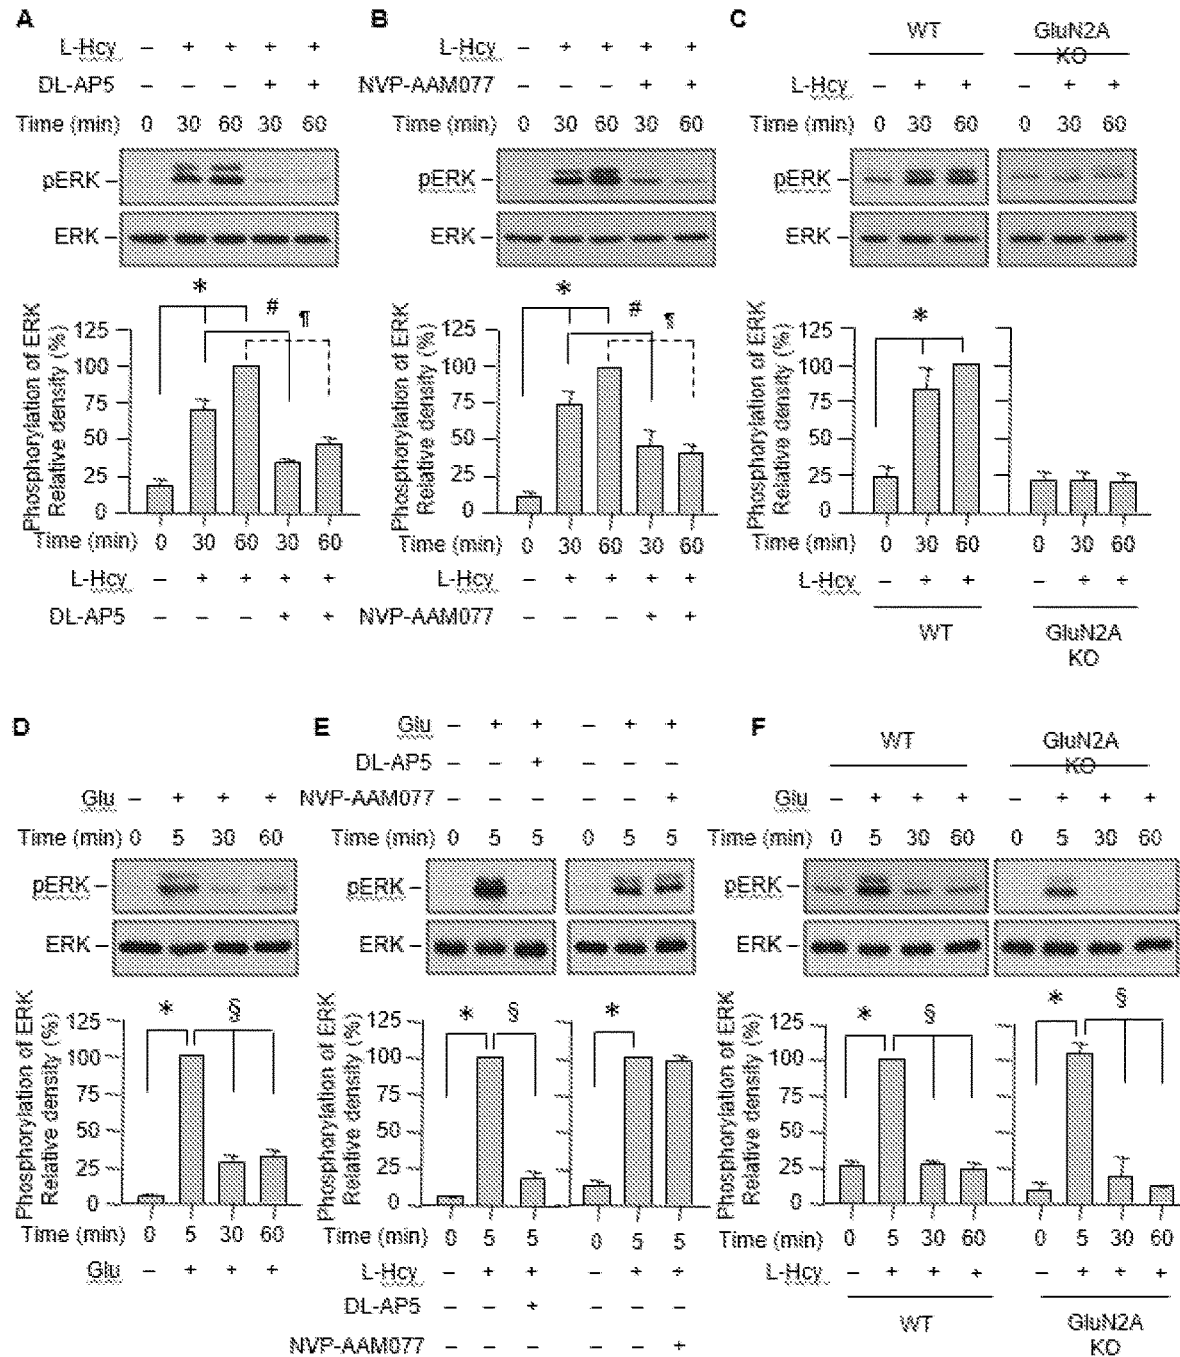 A
L-Hcy – + + + +
DL-AP5 – – – + +
Time (min) 0 30 60 30 60
pERK –
ERK –
* # ¶
Phosphorylation of ERK
Relative density (%)
125
100
75
50
25
0
Time (min) 0 30 60 30 60
L-Hcy – + + + +
DL-AP5 – – – + +
B
L-Hcy – + + + +
NVP-AAM077 – – – + +
Time (min) 0 30 60 30 60
pERK –
ERK –
* # ¶
Phosphorylation of ERK
Relative density (%)
125
100
75
50
25
0
Time (min) 0 30 60 30 60
L-Hcy – + + + +
NVP-AAM077 – – – + +
C
WT GluN2A
KO
L-Hcy – + + – + +
Time (min) 0 30 60 0 30 60
pERK –
ERK –
*
Phosphorylation of ERK
Relative density (%)
125
100
75
50
25
0
Time (min) 0 30 60 0 30 60
L-Hcy – + + – + +
WT GluN2A
KO
D
Glu – + + +
Time (min) 0 5 30 60
pERK –
ERK –
* §
Phosphorylation of ERK
Relative density (%)
125
100
75
50
25
0
Time (min) 0 5 30 60
Glu – + + +
E
Glu – + + – + +
DL-AP5 – – + – – –
NVP-AAM077 – – – – – +
Time (min) 0 5 5 0 5 5
pERK –
ERK –
* § *
Phosphorylation of ERK
Relative density (%)
125
100
75
50
25
0
Time (min) 0 5 5 0 5 5
L-Hcy – + + – + +
DL-AP5 – – + – – –
NVP-AAM077 – – – – – +
F
WT GluN2A
KO
Glu – + + + – + + +
Time (min) 0 5 30 60 0 5 30 60
pERK –
ERK –
* § * §
Phosphorylation of ERK
Relative density (%)
125
100
75
50
25
0
Time (min) 0 5 30 60 0 5 30 60
L-Hcy – + + + – + + +
WT GluN2A
KO